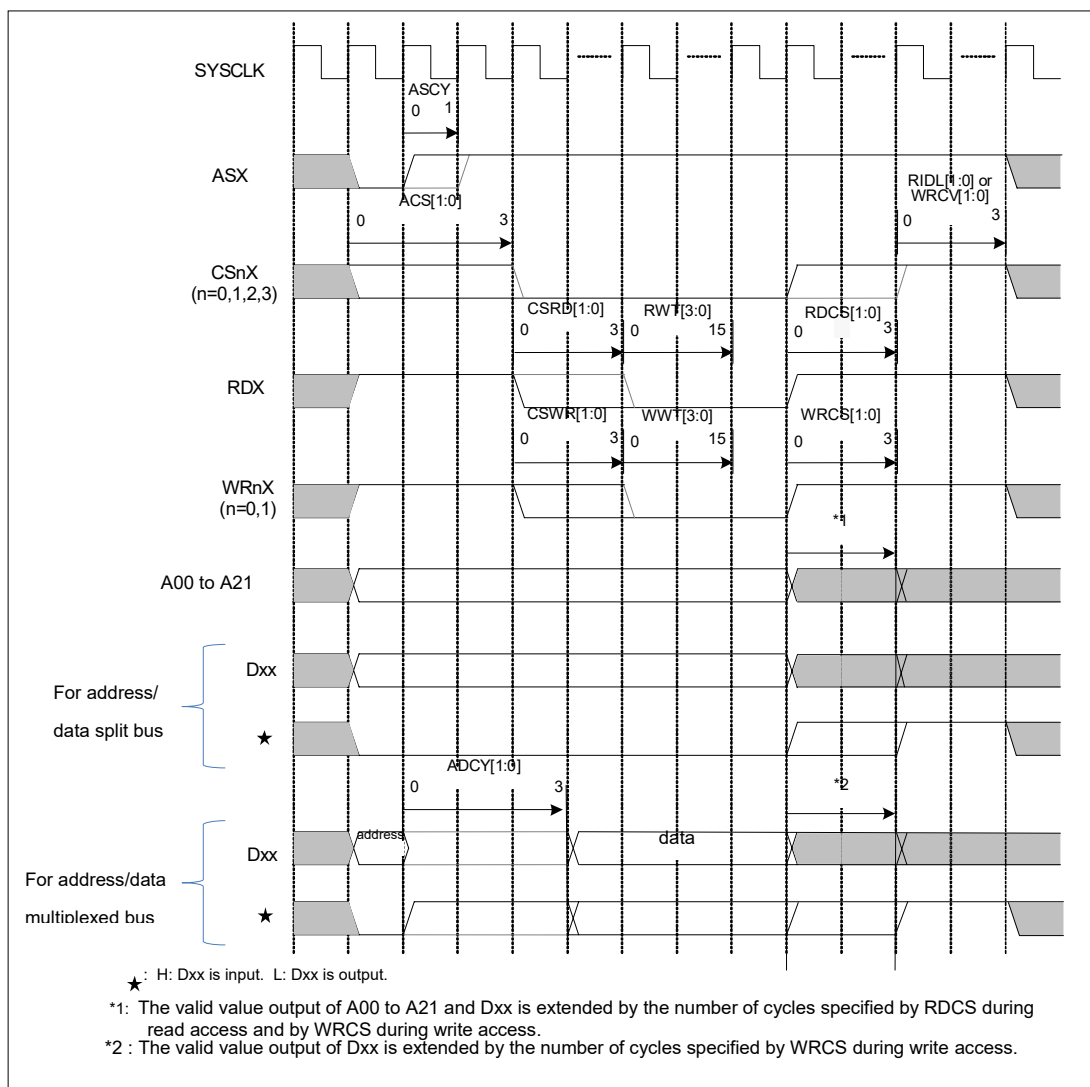 SYSCLK
ASCY
0 1
ASX
ACS[1:0]
0 3
RIDL[1:0] or
WRCV[1:0]
0 3
CSnX
(n=0,1,2,3)
CSRD[1:0] RWT[3:0] RDCS[1:0]
0 3 0 15 0 3
RDX
CSWR[1:0] WWT[3:0] WRCS[1:0]
0 3 0 15 0 3
WRnX
(n=0,1)
*1
A00 to A21
For address/
data split bus
Dxx
★
ADCY[1:0]
0 3
*2
For address/data
multiplexed bus
Dxx
address
data
★
★: H: Dxx is input. L: Dxx is output.
*1: The valid value output of A00 to A21 and Dxx is extended by the number of cycles specified by RDCS during
read access and by WRCS during write access.
*2 : The valid value output of Dxx is extended by the number of cycles specified by WRCS during write access.